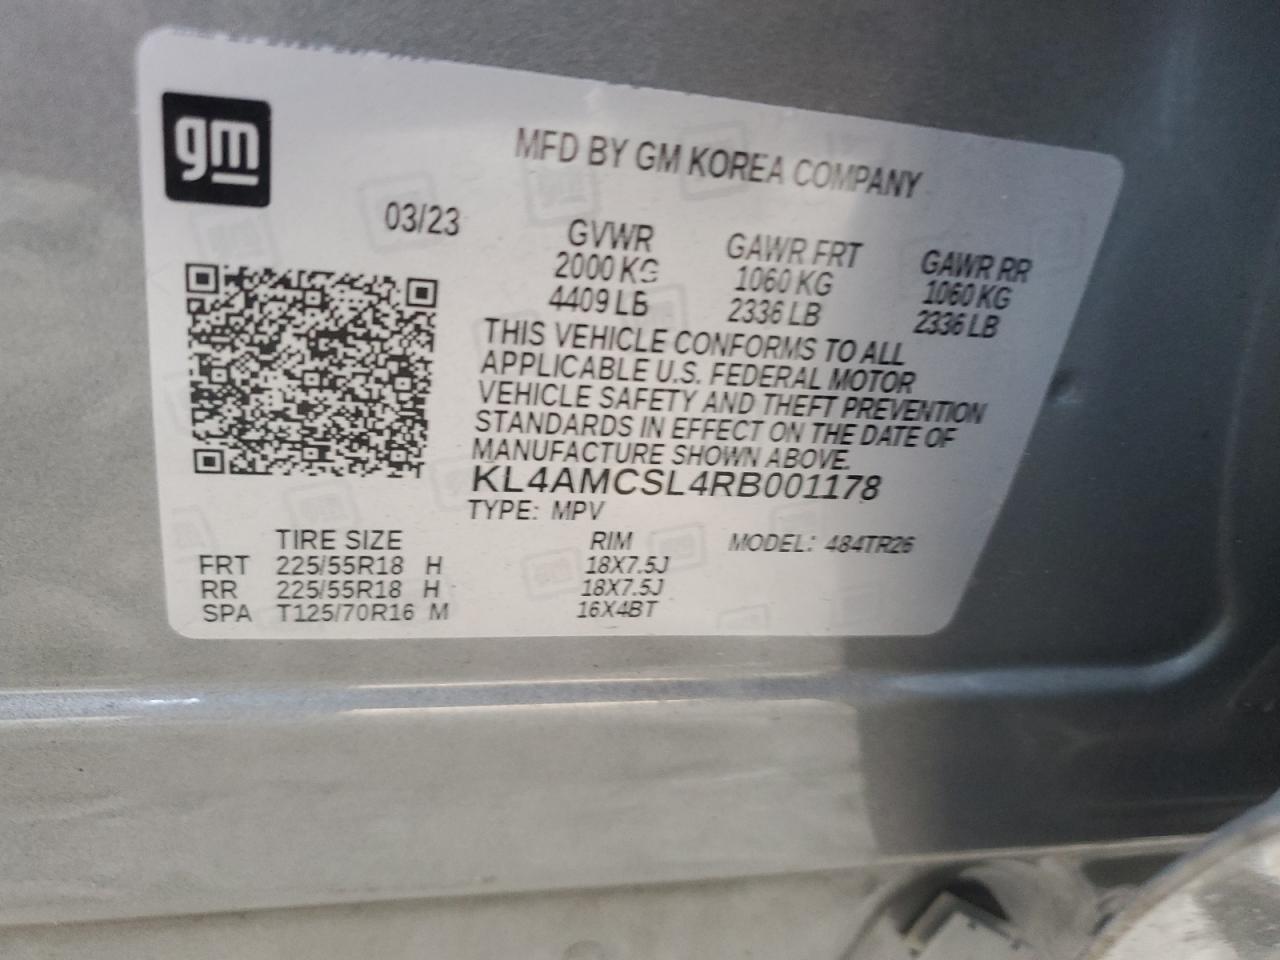 gm
MFD BY GM KOREA COMPANY
03/23
GVWR GAWR FRT GAWR RR
2000 KG 1060 KG 1060 KG
4409 LB 2336 LB 2336 LB
THIS VEHICLE CONFORMS TO ALL
APPLICABLE U.S. FEDERAL MOTOR
VEHICLE SAFETY AND THEFT PREVENTION
STANDARDS IN EFFECT ON THE DATE OF
MANUFACTURE SHOWN ABOVE.
KL4AMCSL4RB001178
TYPE: MPV
TIRE SIZE RIM MODEL: 484TR26
FRT 225/55R18 H 18X7.5J
RR 225/55R18 H 18X7.5J
SPA T125/70R16 M 16X4BT